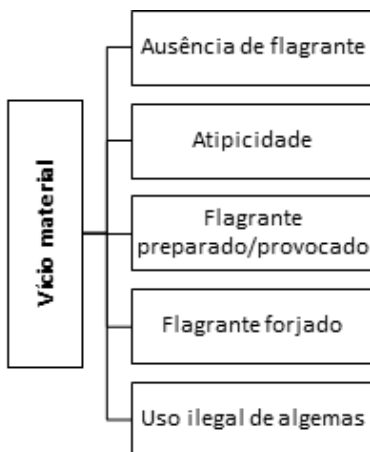 Vício material
Ausência de flagrante
Atipicidade
Flagrante
preparado/provocado
Flagrante forjado
Uso ilegal de algemas